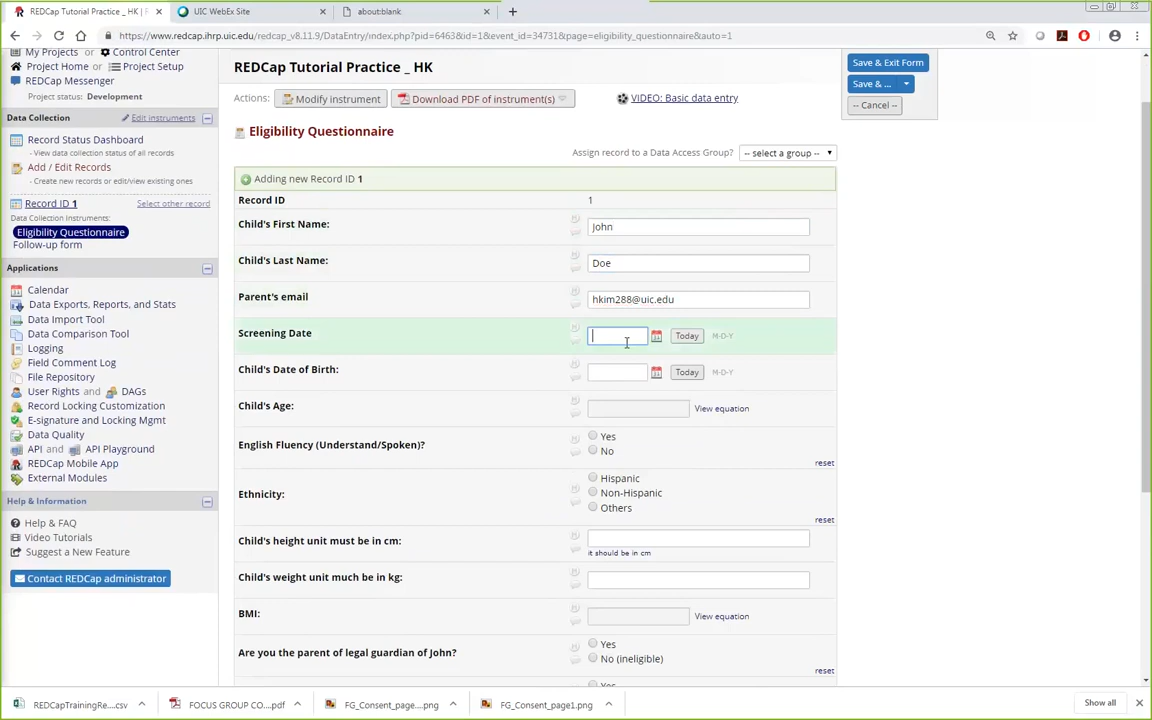 REDCap Tutorial Practice _ HK | R
UIC WebEx Site
about:blank
https://www.redcap.ihrp.uic.edu/redcap_v8.11.9/DataEntry/index.php?pid=6463&id=1&event_id=34731&page=eligibility_questionnaire&auto=1
My Projects or Control Center
Project Home or Project Setup
REDCap Messenger
Project status: Development
Data Collection Edit instruments
Record Status Dashboard
- View data collection status of all records
Add / Edit Records
- Create new records or edit/view existing ones
Record ID 1 Select other record
Data Collection Instruments:
Eligibility Questionnaire
Follow-up form
Applications
Calendar
Data Exports, Reports, and Stats
Data Import Tool
Data Comparison Tool
Logging
Field Comment Log
File Repository
User Rights and DAGs
Record Locking Customization
E-signature and Locking Mgmt
Data Quality
API and API Playground
REDCap Mobile App
External Modules
Help & Information
Help & FAQ
Video Tutorials
Suggest a New Feature
Contact REDCap administrator
REDCap Tutorial Practice _ HK
Actions: Modify instrument Download PDF of instrument(s) VIDEO: Basic data entry
Eligibility Questionnaire
Assign record to a Data Access Group? -- select a group --
Adding new Record ID 1
Record ID 1
Child's First Name: John
Child's Last Name: Doe
Parent's email hkim288@uic.edu
Screening Date Today M-D-Y
Child's Date of Birth: Today M-D-Y
Child's Age: View equation
English Fluency (Understand/Spoken)?
Yes
No
reset
Ethnicity:
Hispanic
Non-Hispanic
Others
reset
Child's height unit must be in cm:
it should be in cm
Child's weight unit much be in kg:
BMI: View equation
Are you the parent of legal guardian of John?
Yes
No (ineligible)
reset
Yes
Save & Exit Form
Save & ...
-- Cancel --
REDCapTrainingRe....csv
FOCUS GROUP CO....pdf
FG_Consent_page....png
FG_Consent_page1.png
Show all